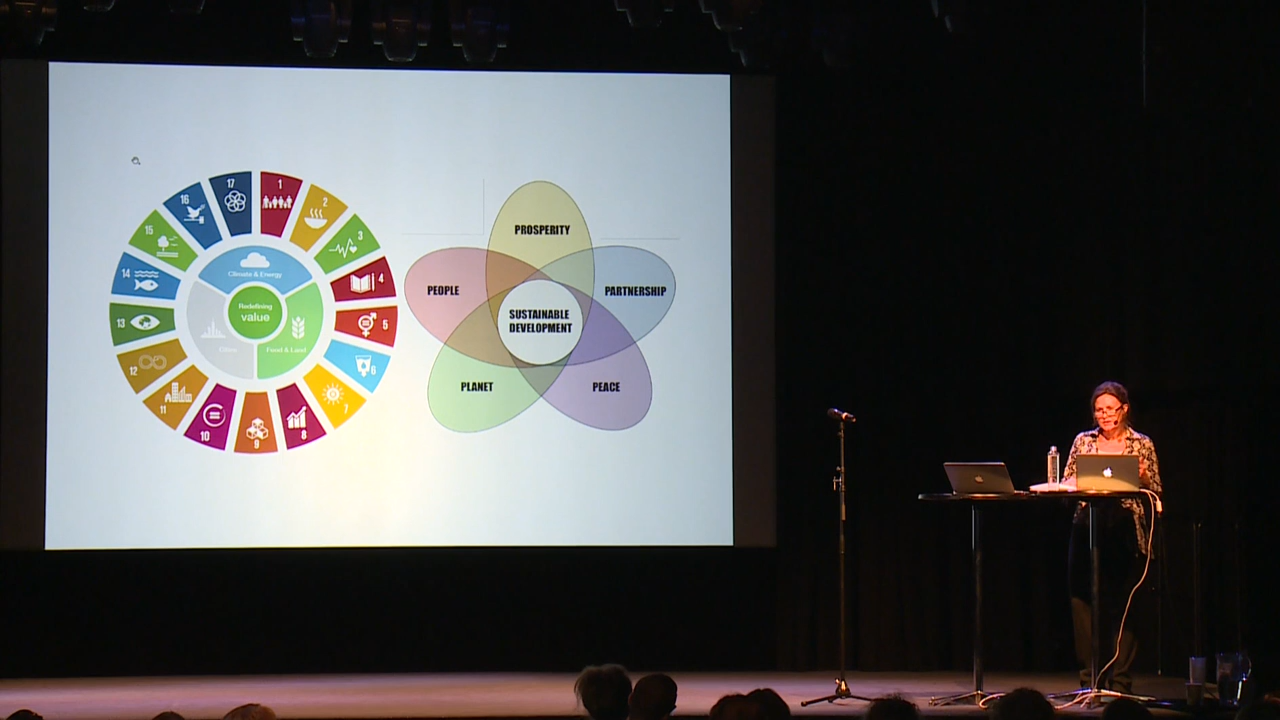 1
2
3
4
5
6
7
8
9
10
11
12
13
14
15
16
17
Climate & Energy
Redefining
value
Cities
Food & Land
PROSPERITY
PEOPLE
PARTNERSHIP
SUSTAINABLE
DEVELOPMENT
PLANET
PEACE